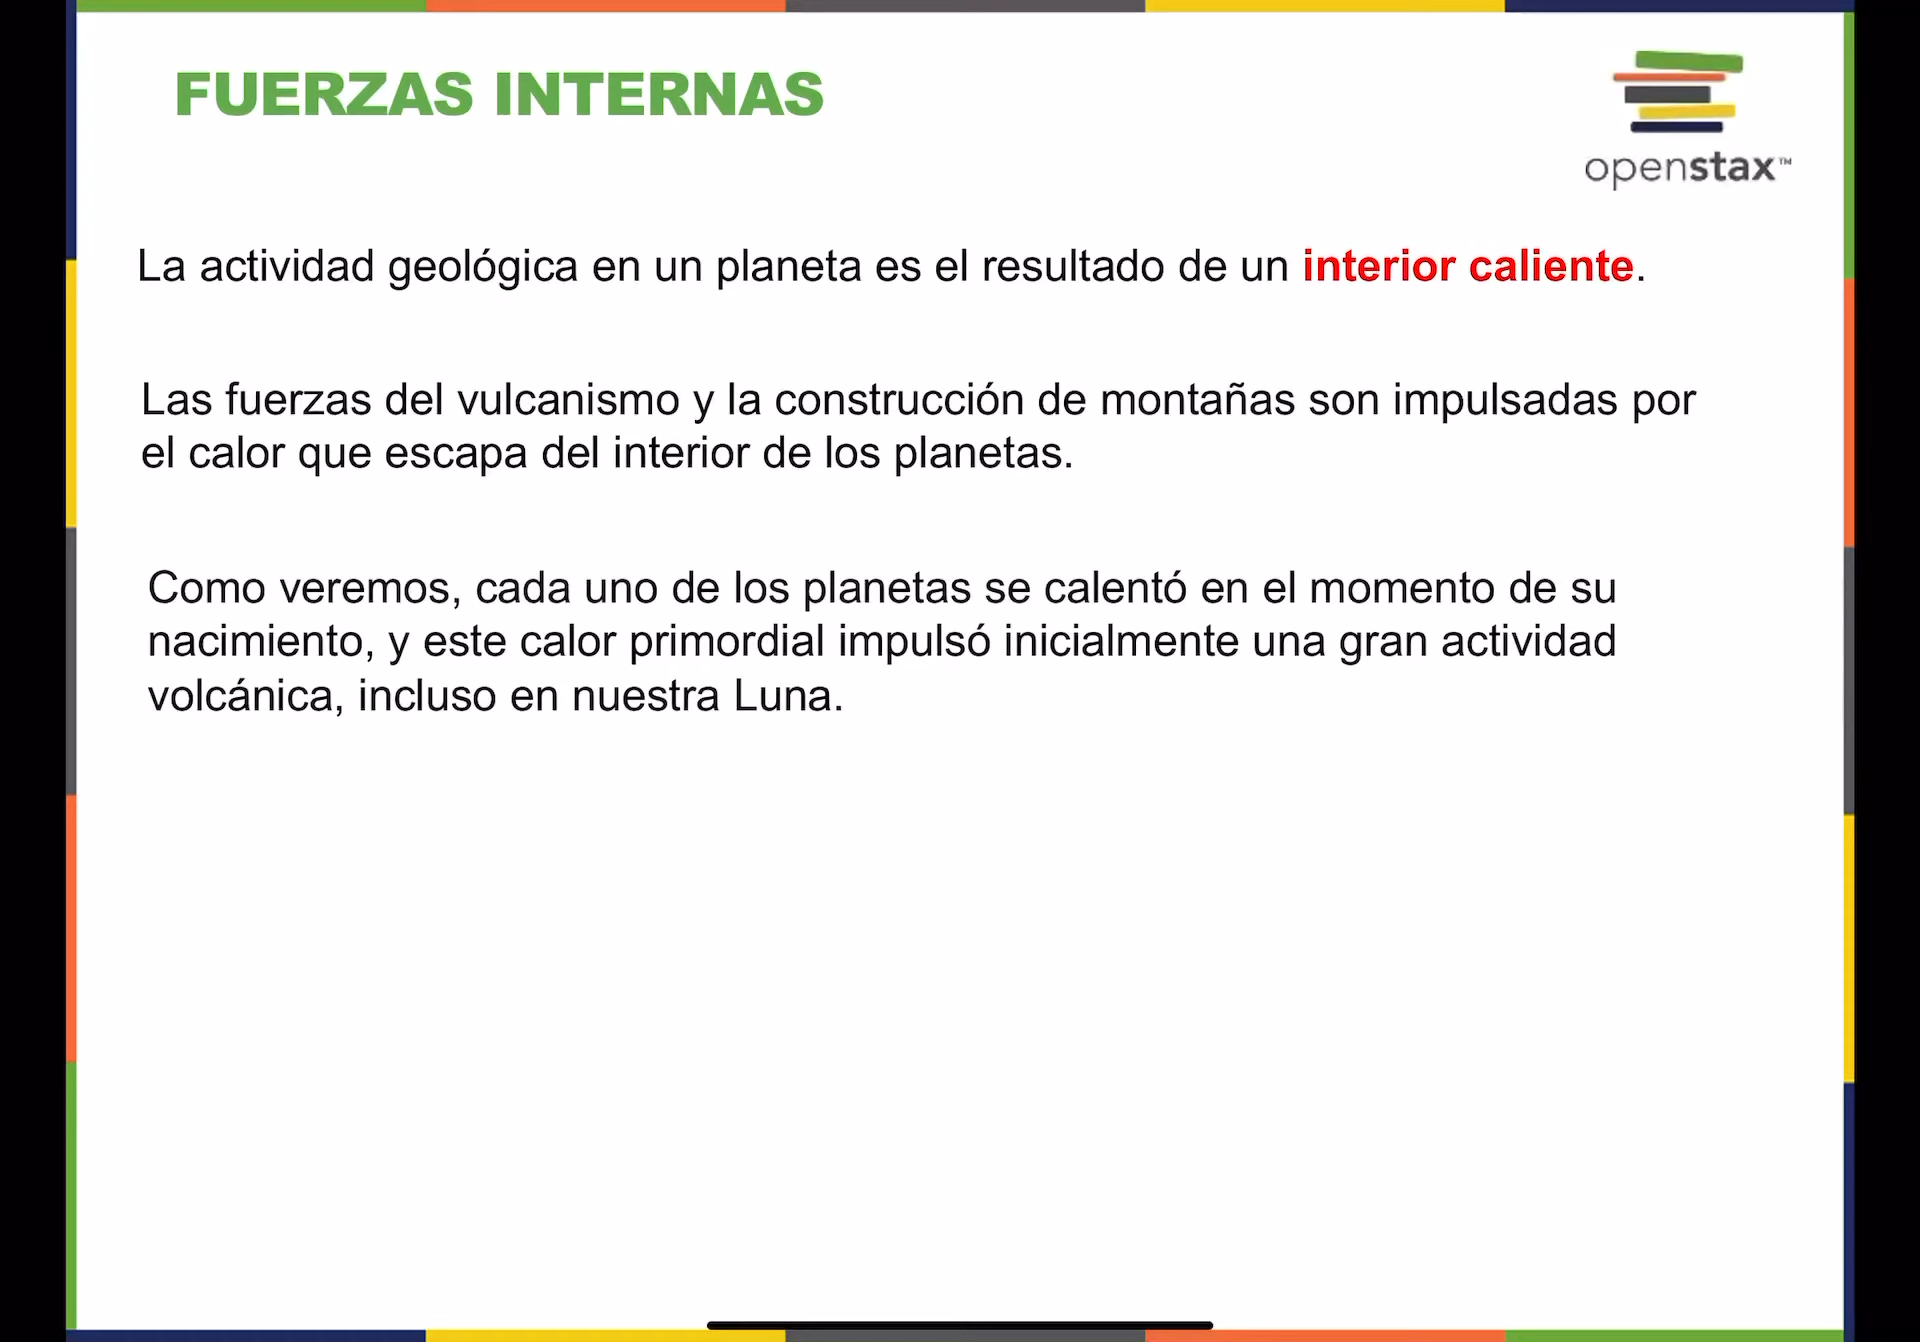 FUERZAS INTERNAS
openstax™
La actividad geológica en un planeta es el resultado de un interior caliente.
Las fuerzas del vulcanismo y la construcción de montañas son impulsadas por
el calor que escapa del interior de los planetas.
Como veremos, cada uno de los planetas se calentó en el momento de su
nacimiento, y este calor primordial impulsó inicialmente una gran actividad
volcánica, incluso en nuestra Luna.